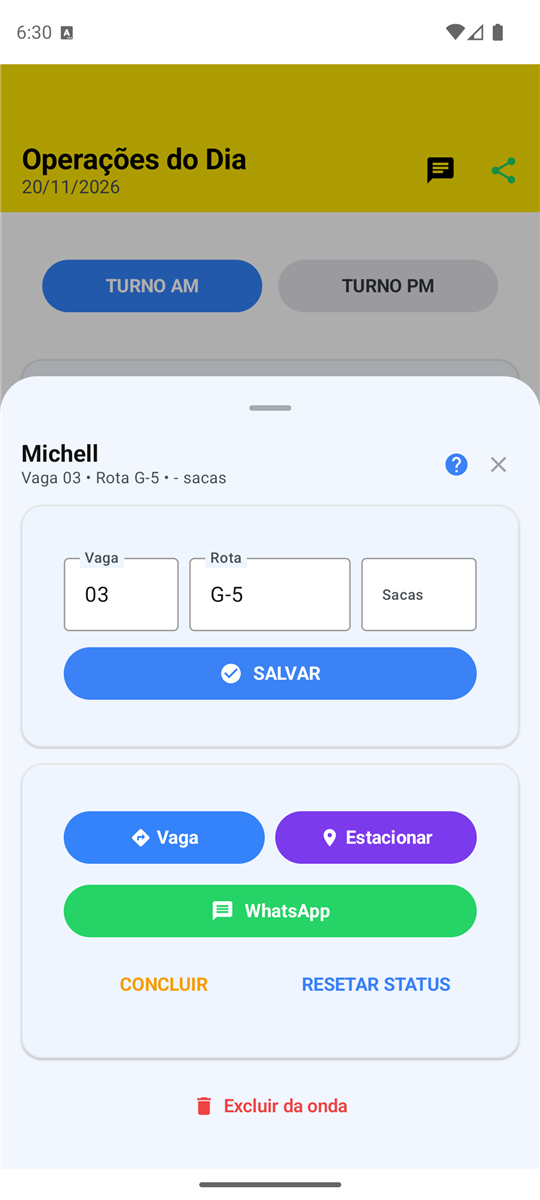 6:30
Operações do Dia
20/11/2026
TURNO AM
TURNO PM
Michell
Vaga 03 • Rota G-5 • - sacas
Vaga
Rota
03
G-5
Sacas
SALVAR
Vaga
Estacionar
WhatsApp
CONCLUIR
RESETAR STATUS
Excluir da onda